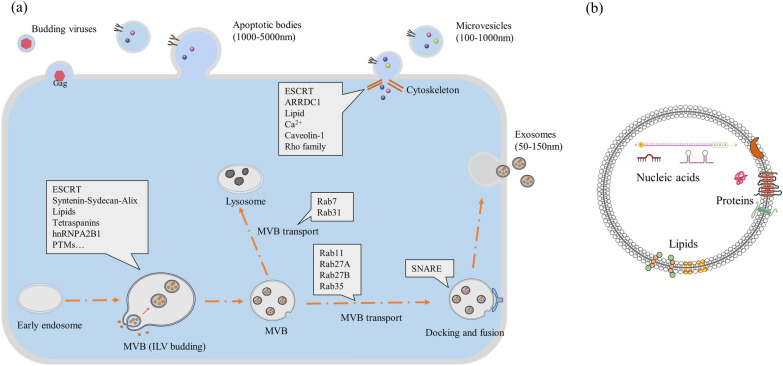 (a)
Budding viruses
Gag
Apoptotic bodies
(1000-5000nm)
Microvesicles
(100-1000nm)
Cytoskeleton
ESCRT
ARRDC1
Lipid
Ca²⁺
Caveolin-1
Rho family
Exosomes
(50-150nm)
Lysosome
Rab7
Rab31
MVB transport
ESCRT
Syntenin-Sydecan-Alix
Lipids
Tetraspanins
hnRNPA2B1
PTMs…
Rab11
Rab27A
Rab27B
Rab35
SNARE
Early endosome
MVB (ILV budding)
MVB
MVB transport
Docking and fusion
(b)
Nucleic acids
Proteins
Lipids